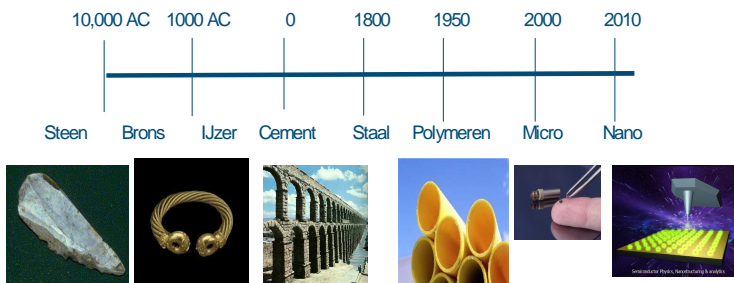 10,000 AC 1000 AC 0 1800 1950 2000 2010
Steen Brons IJzer Cement Staal Polymeren Micro Nano
Semiconductor Physics, Nanostructuring & analytics